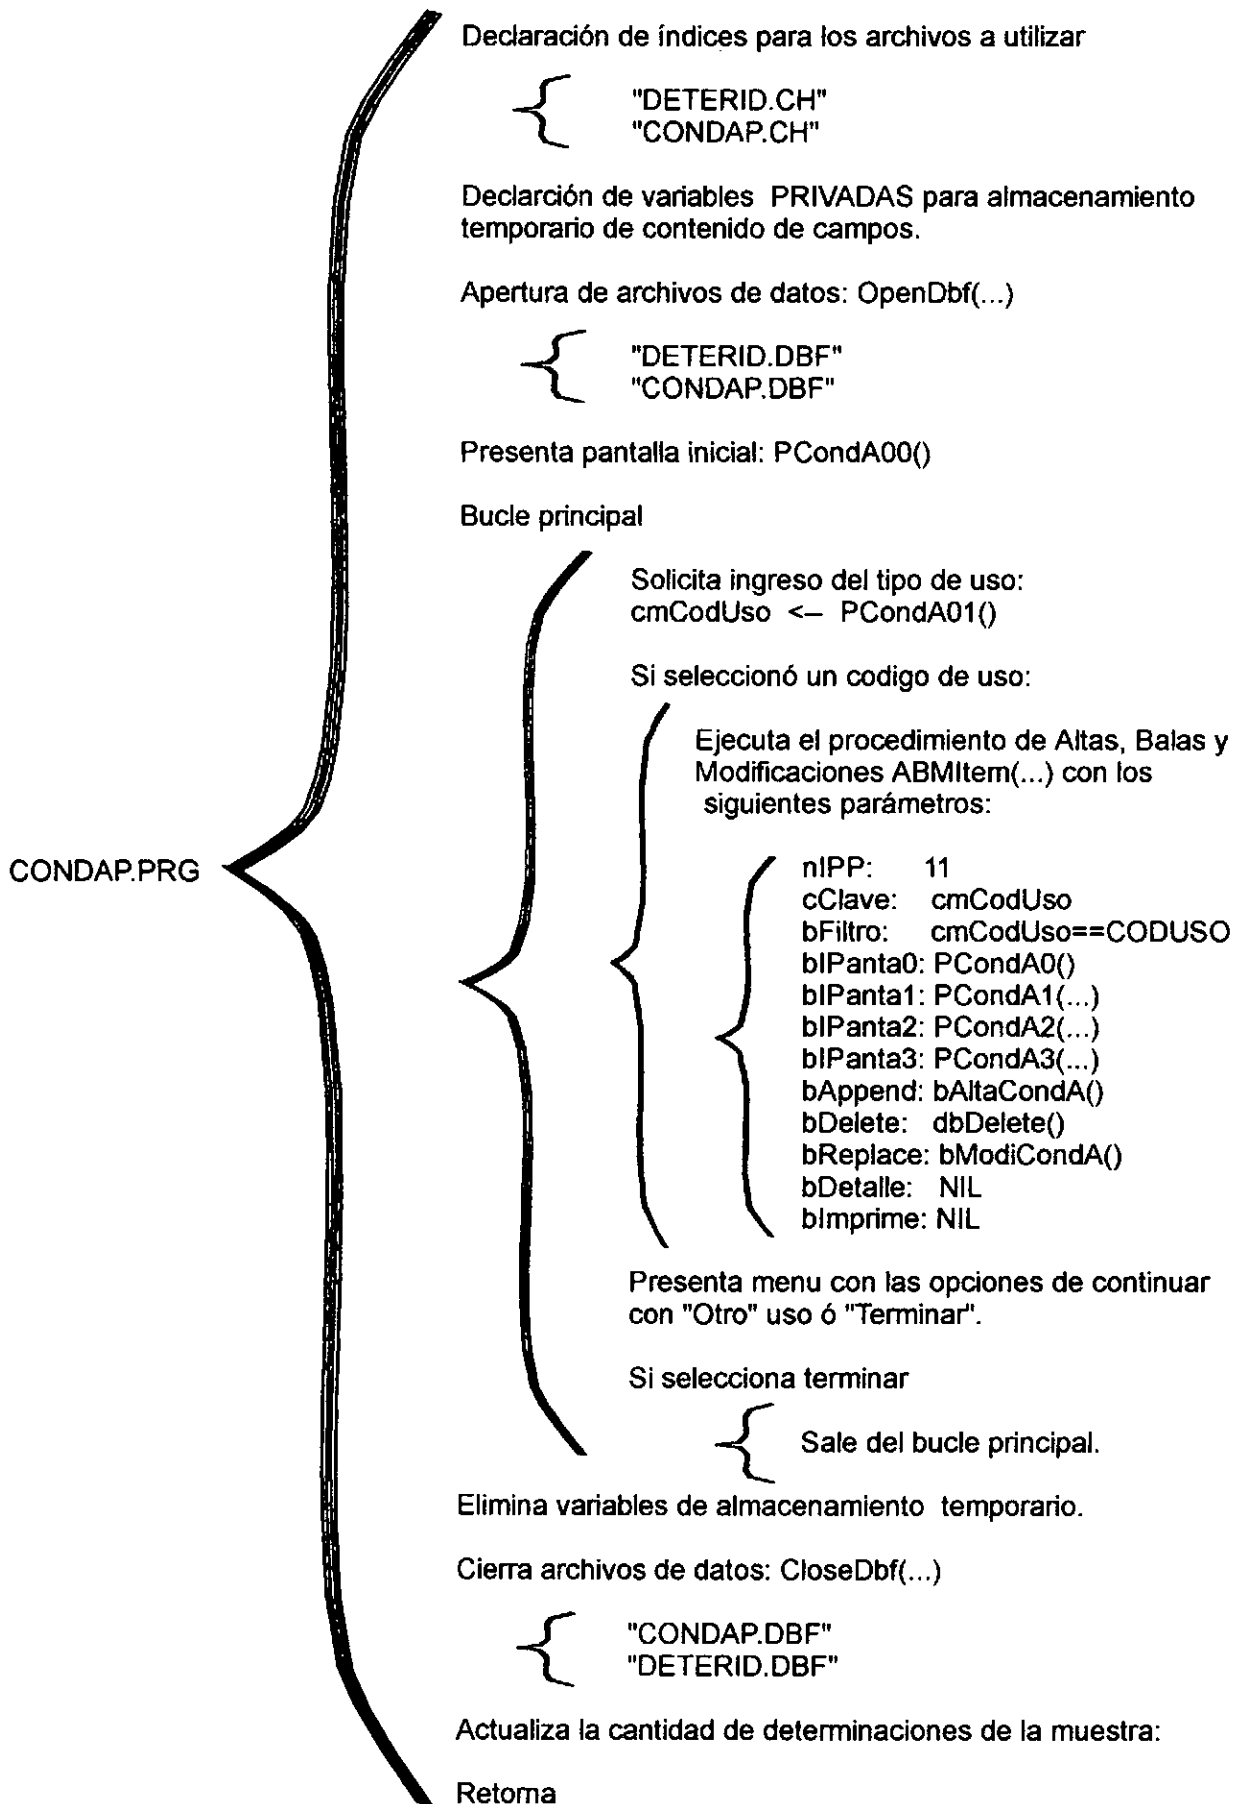 Declaración de índices para los archivos a utilizar
"DETERID.CH"
"CONDAP.CH"
Declarción de variables PRIVADAS para almacenamiento
temporario de contenido de campos.
Apertura de archivos de datos: OpenDbf(...)
"DETERID.DBF"
"CONDAP.DBF"
Presenta pantalla inicial: PCondA00()
Bucle principal
Solicita ingreso del tipo de uso:
cmCodUso <– PCondA01()
Si seleccionó un codigo de uso:
Ejecuta el procedimiento de Altas, Balas y
Modificaciones ABMItem(...) con los
siguientes parámetros:
CONDAP.PRG
nIPP: 11
cClave: cmCodUso
bFiltro: cmCodUso==CODUSO
bIPanta0: PCondA0()
bIPanta1: PCondA1(...)
bIPanta2: PCondA2(...)
bIPanta3: PCondA3(...)
bAppend: bAltaCondA()
bDelete: dbDelete()
bReplace: bModiCondA()
bDetalle: NIL
bImprime: NIL
Presenta menu con las opciones de continuar
con "Otro" uso ó "Terminar".
Si selecciona terminar
Sale del bucle principal.
Elimina variables de almacenamiento temporario.
Cierra archivos de datos: CloseDbf(...)
"CONDAP.DBF"
"DETERID.DBF"
Actualiza la cantidad de determinaciones de la muestra:
Retorna